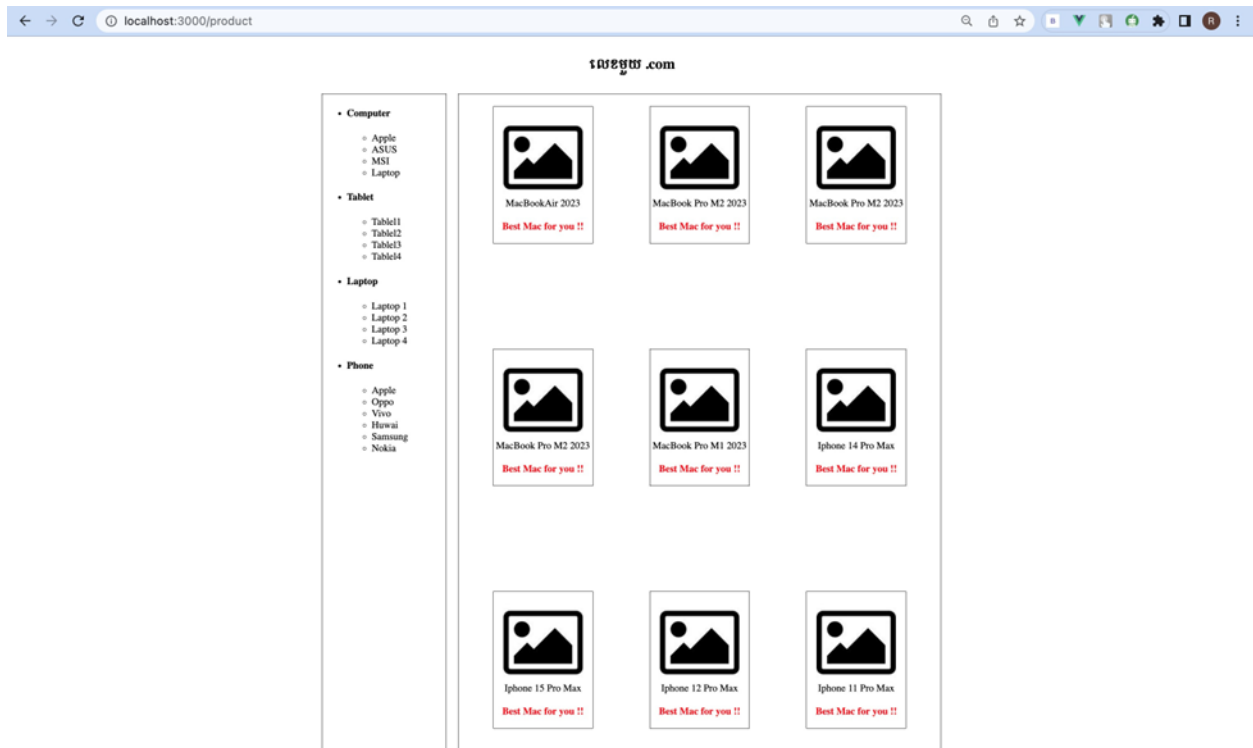 localhost:3000/product
លេខមួយ .com
Computer
Apple
ASUS
MSI
Laptop
Tablet
Tablel1
Tablel2
Tablel3
Tablel4
Laptop
Laptop 1
Laptop 2
Laptop 3
Laptop 4
Phone
Apple
Oppo
Vivo
Huwai
Samsung
Nokia
MacBookAir 2023
Best Mac for you !!
MacBook Pro M2 2023
Best Mac for you !!
MacBook Pro M2 2023
Best Mac for you !!
MacBook Pro M2 2023
Best Mac for you !!
MacBook Pro M1 2023
Best Mac for you !!
Iphone 14 Pro Max
Best Mac for you !!
Iphone 15 Pro Max
Best Mac for you !!
Iphone 12 Pro Max
Best Mac for you !!
Iphone 11 Pro Max
Best Mac for you !!